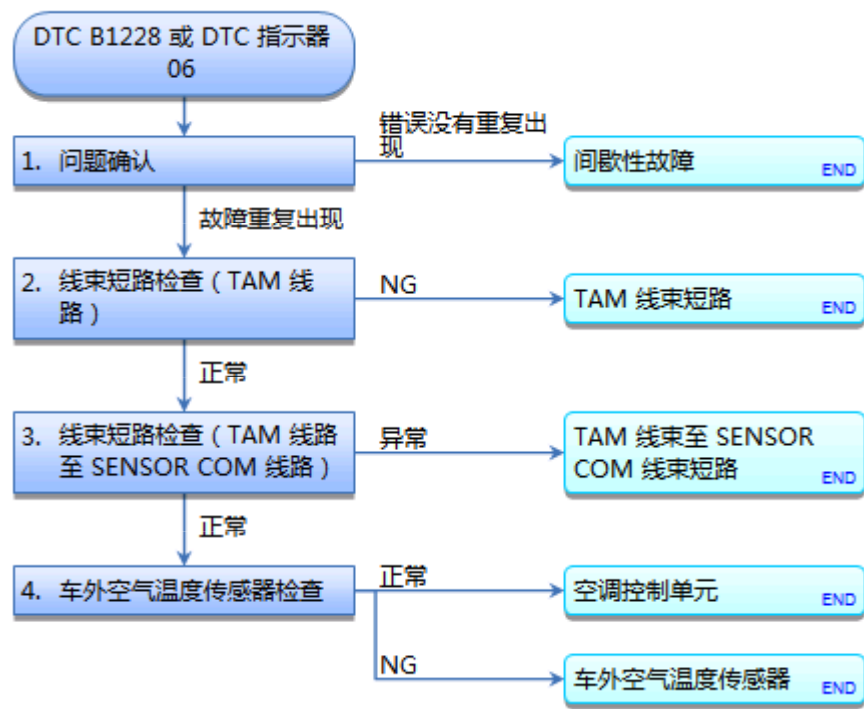 DTC B1228 或 DTC 指示器
06
错误没有重复出
现
1. 问题确认
间歇性故障
END
故障重复出现
2. 线束短路检查（TAM 线
路）
NG
TAM 线束短路
END
正常
3. 线束短路检查（TAM 线路
至 SENSOR COM 线路）
异常
TAM 线束至 SENSOR
COM 线束短路
END
正常
4. 车外空气温度传感器检查
正常
空调控制单元
END
NG
车外空气温度传感器
END